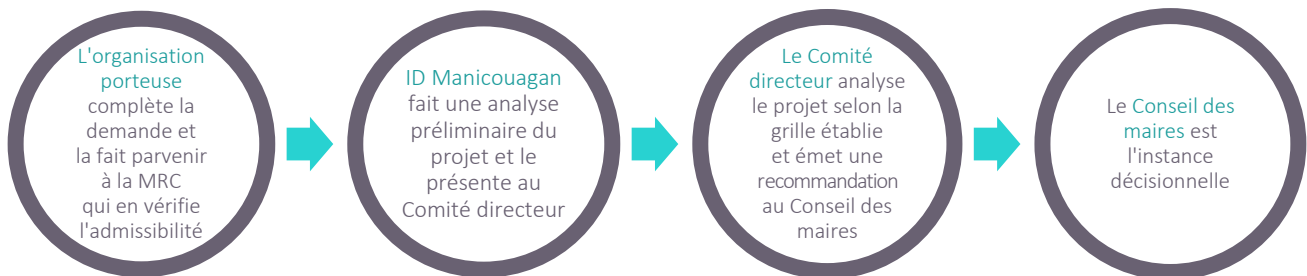 L'organisation
porteuse
complète la
demande et
la fait parvenir
à la MRC
qui en vérifie
l'admissibilité
ID Manicouagan
fait une analyse
préliminaire du
projet et le
présente au
Comité directeur
Le Comité
directeur analyse
le projet selon la
grille établie
et émet une
recommandation
au Conseil des
maires
Le Conseil des
maires est
l'instance
décisionnelle